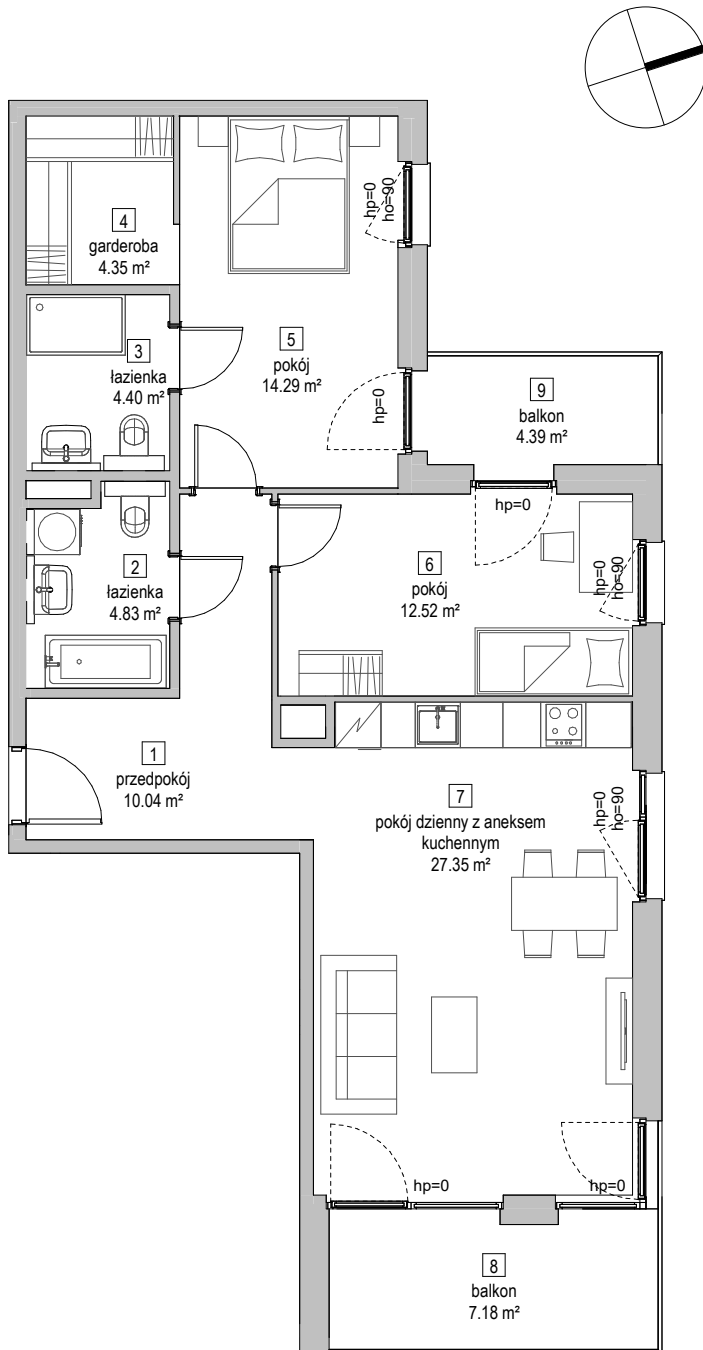 4
garderoba
4.35 m²
hp=0
ho=90
3
łazienka
4.40 m²
5
pokój
14.29 m²
hp=0
9
balkon
4.39 m²
hp=0
2
łazienka
4.83 m²
6
pokój
12.52 m²
hp=0
ho=90
1
przedpokój
10.04 m²
7
pokój dzienny z aneksem
kuchennym
27.35 m²
hp=0
ho=90
hp=0
hp=0
8
balkon
7.18 m²